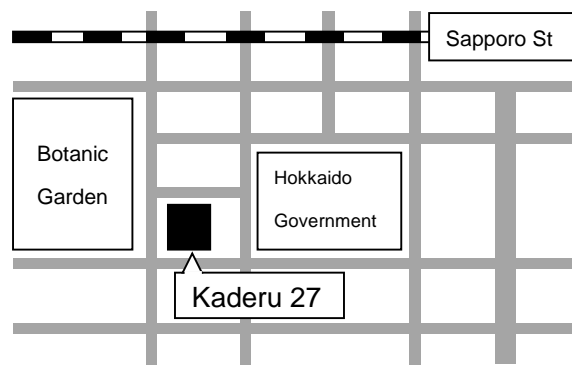 Sapporo St
Botanic
Garden
Hokkaido
Government
Kaderu 27